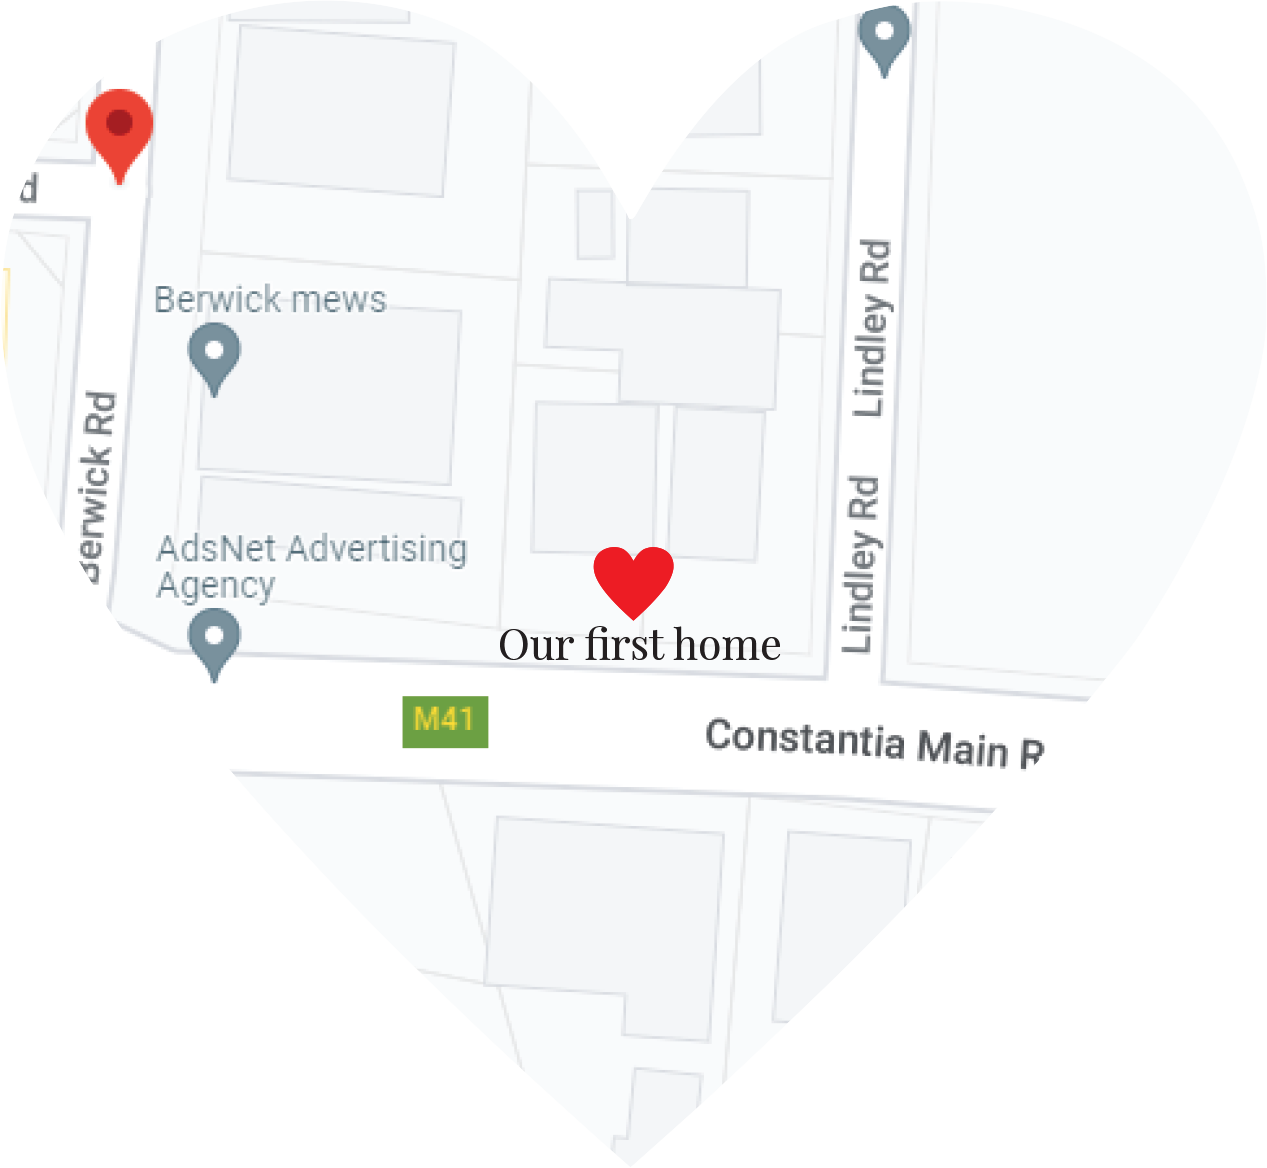 d
Berwick mews
Lindley Rd
Berwick Rd
Lindley Rd
AdsNet Advertising
Agency
Our first home
M41
Constantia Main R